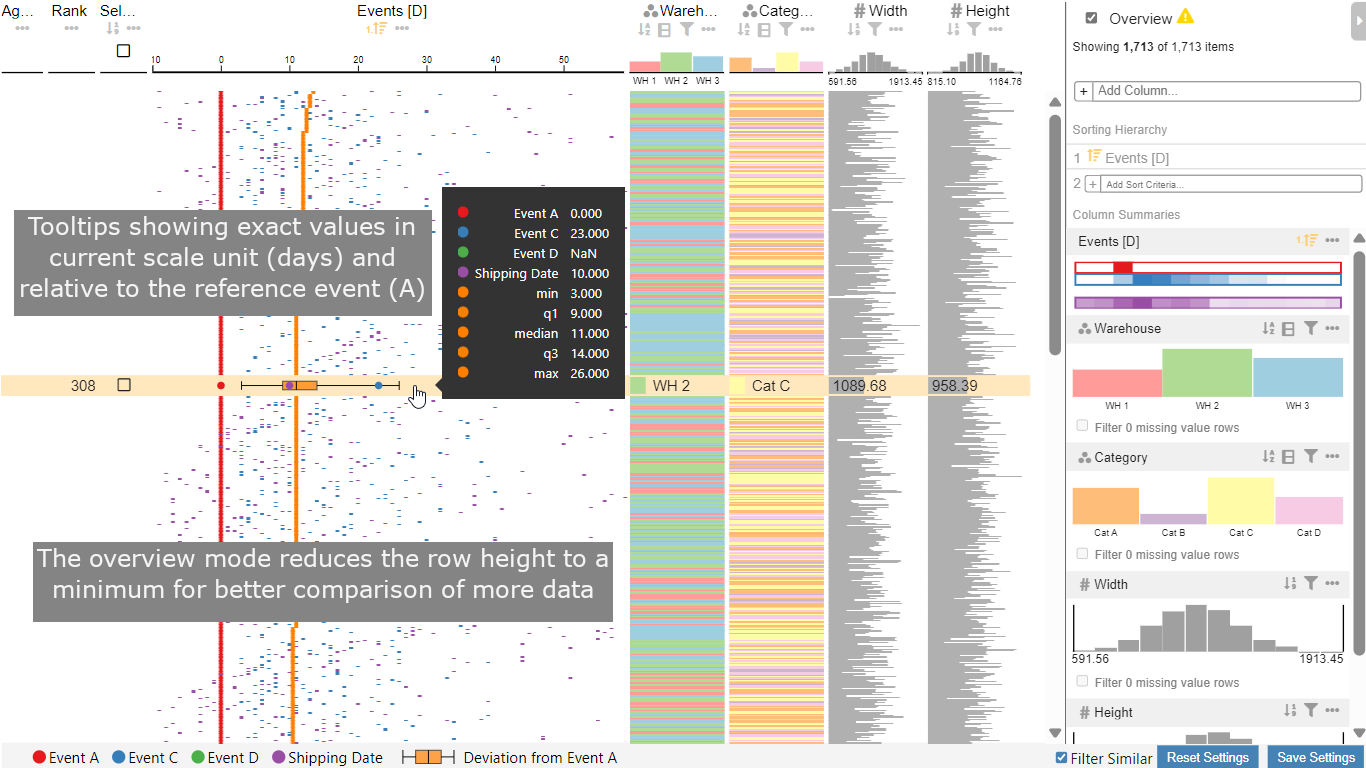 Ag... Rank Sel... Events [D] Wareh... Categ... # Width # Height
10 0 10 20 30 40 50
WH 1 WH 2 WH 3 591.56 1913.45 815.10 1164.76
Tooltips showing exact values in
current scale unit (days) and
relative to the reference event (A)
Event A 0.000
Event C 23.000
Event D NaN
Shipping Date 10.000
min 3.000
q1 9.000
median 11.000
q3 14.000
max 26.000
308 WH 2 Cat C 1089.68 958.39
The overview mode reduces the row height to a
minimum for better comparison of more data
Event A Event C Event D Shipping Date Deviation from Event A
Overview
Showing 1,713 of 1,713 items
+ Add Column...
Sorting Hierarchy
1 Events [D]
2 + Add Sort Criteria...
Column Summaries
Events [D]
Warehouse
WH 1 WH 2 WH 3
Filter 0 missing value rows
Category
Cat A Cat B Cat C Cat D
Filter 0 missing value rows
# Width
591.56 1913.45
Filter 0 missing value rows
# Height
Filter Similar Reset Settings Save Settings